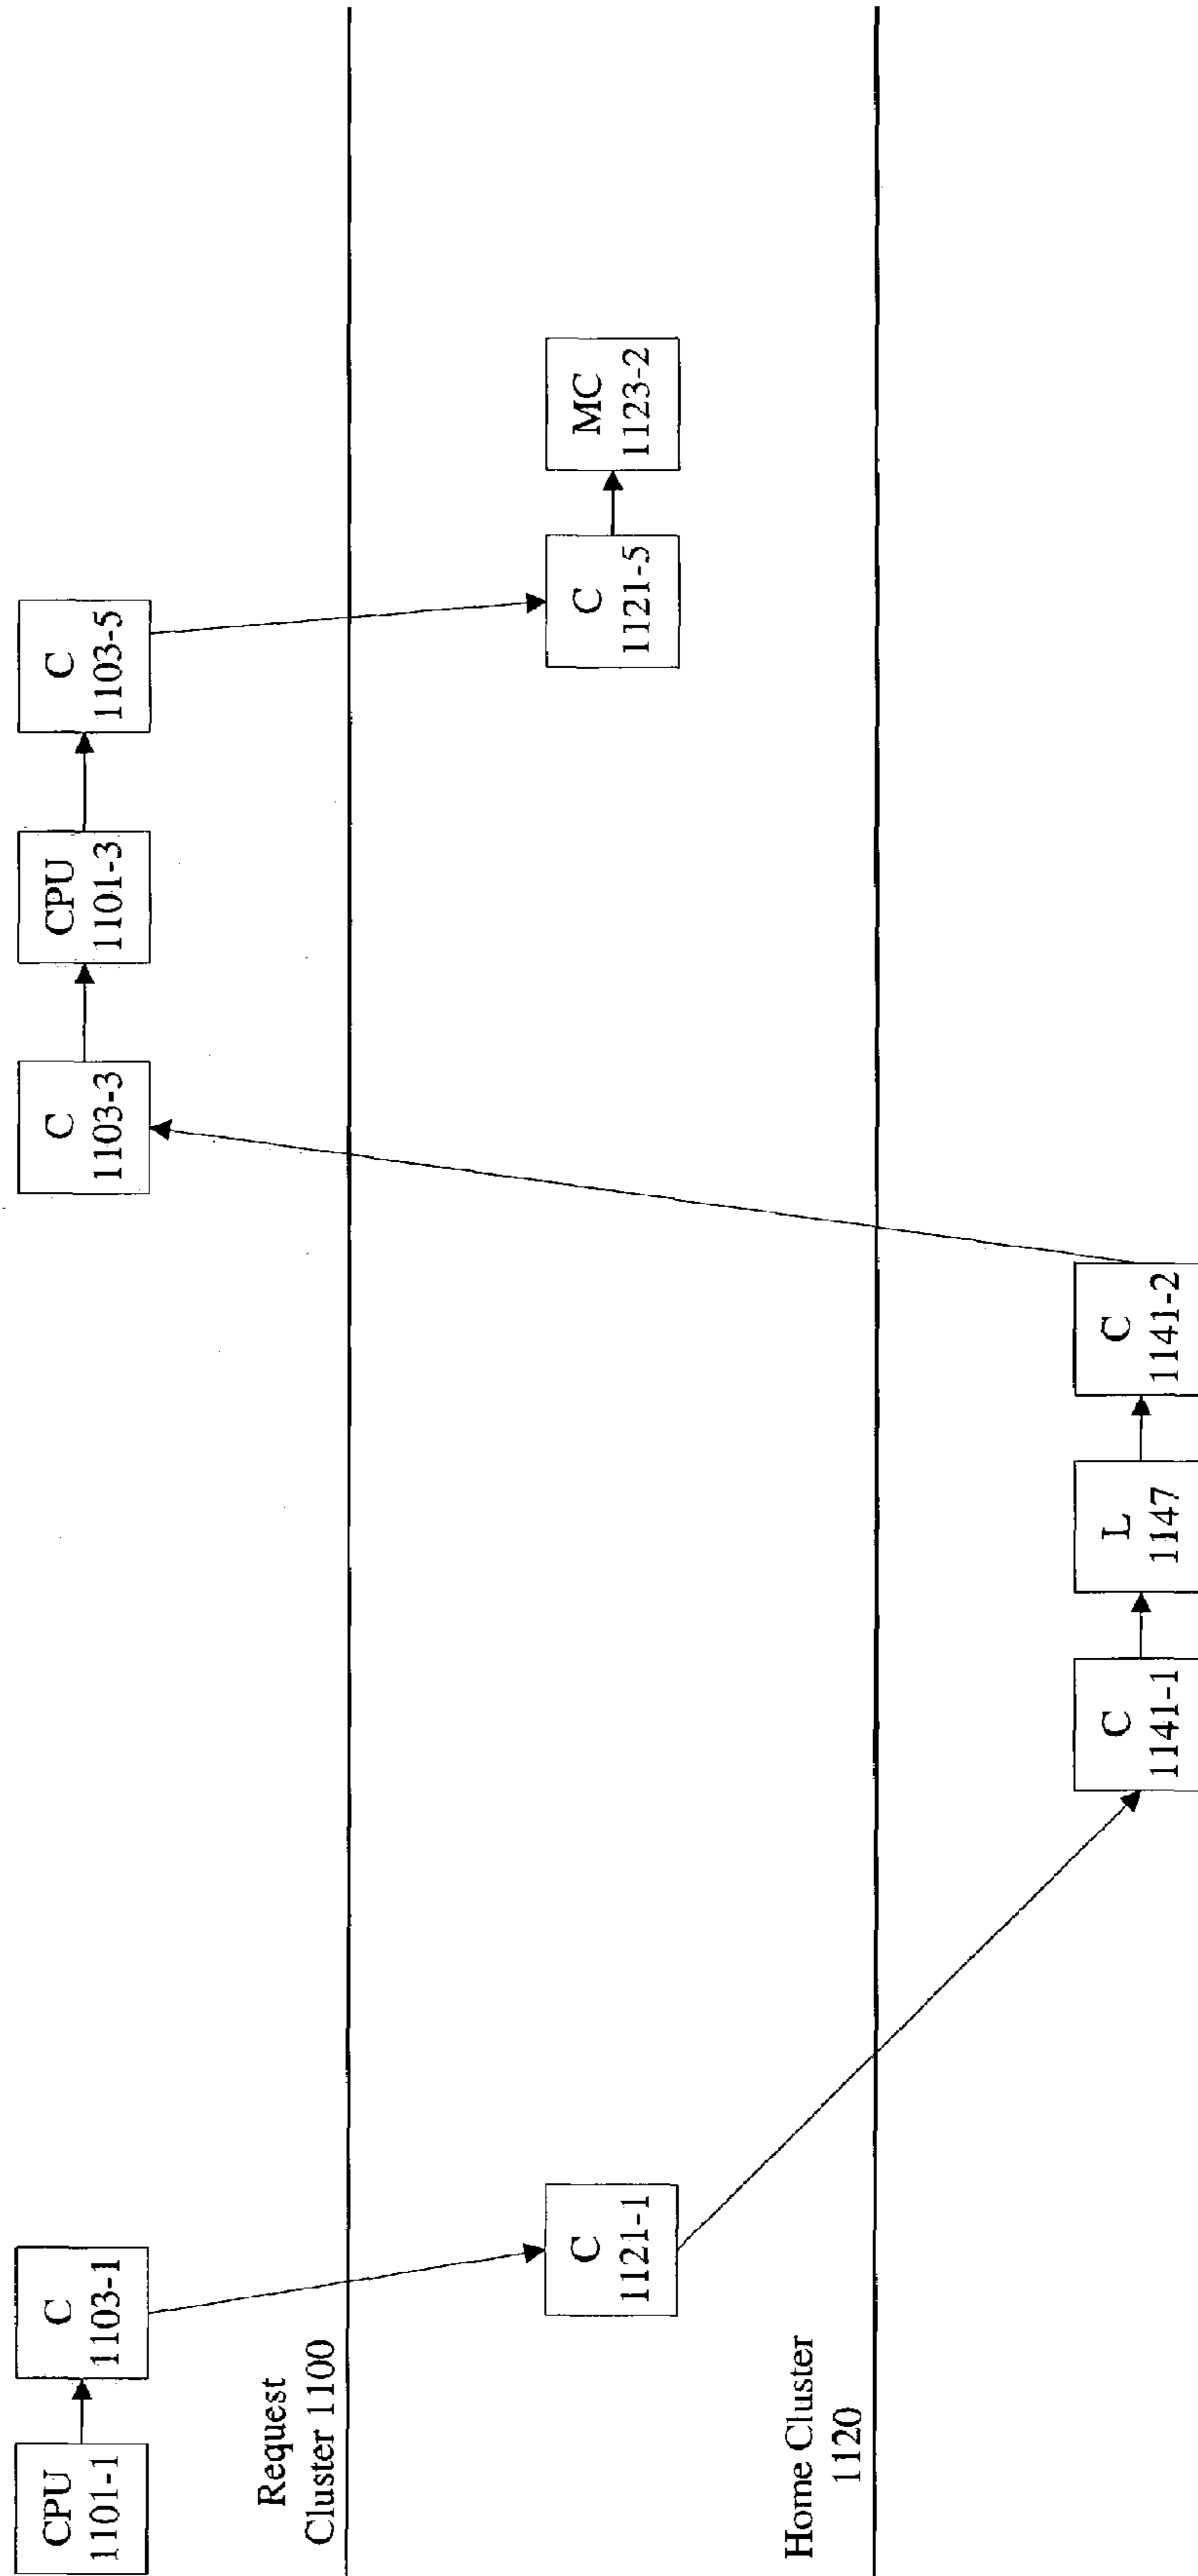 CPU
1101-1
C
1103-1
C
1103-3
CPU
1101-3
C
1103-5
Request
Cluster 1100
C
1121-1
C
1121-5
MC
1123-2
Home Cluster
1120
C
1141-1
L
1147
C
1141-2